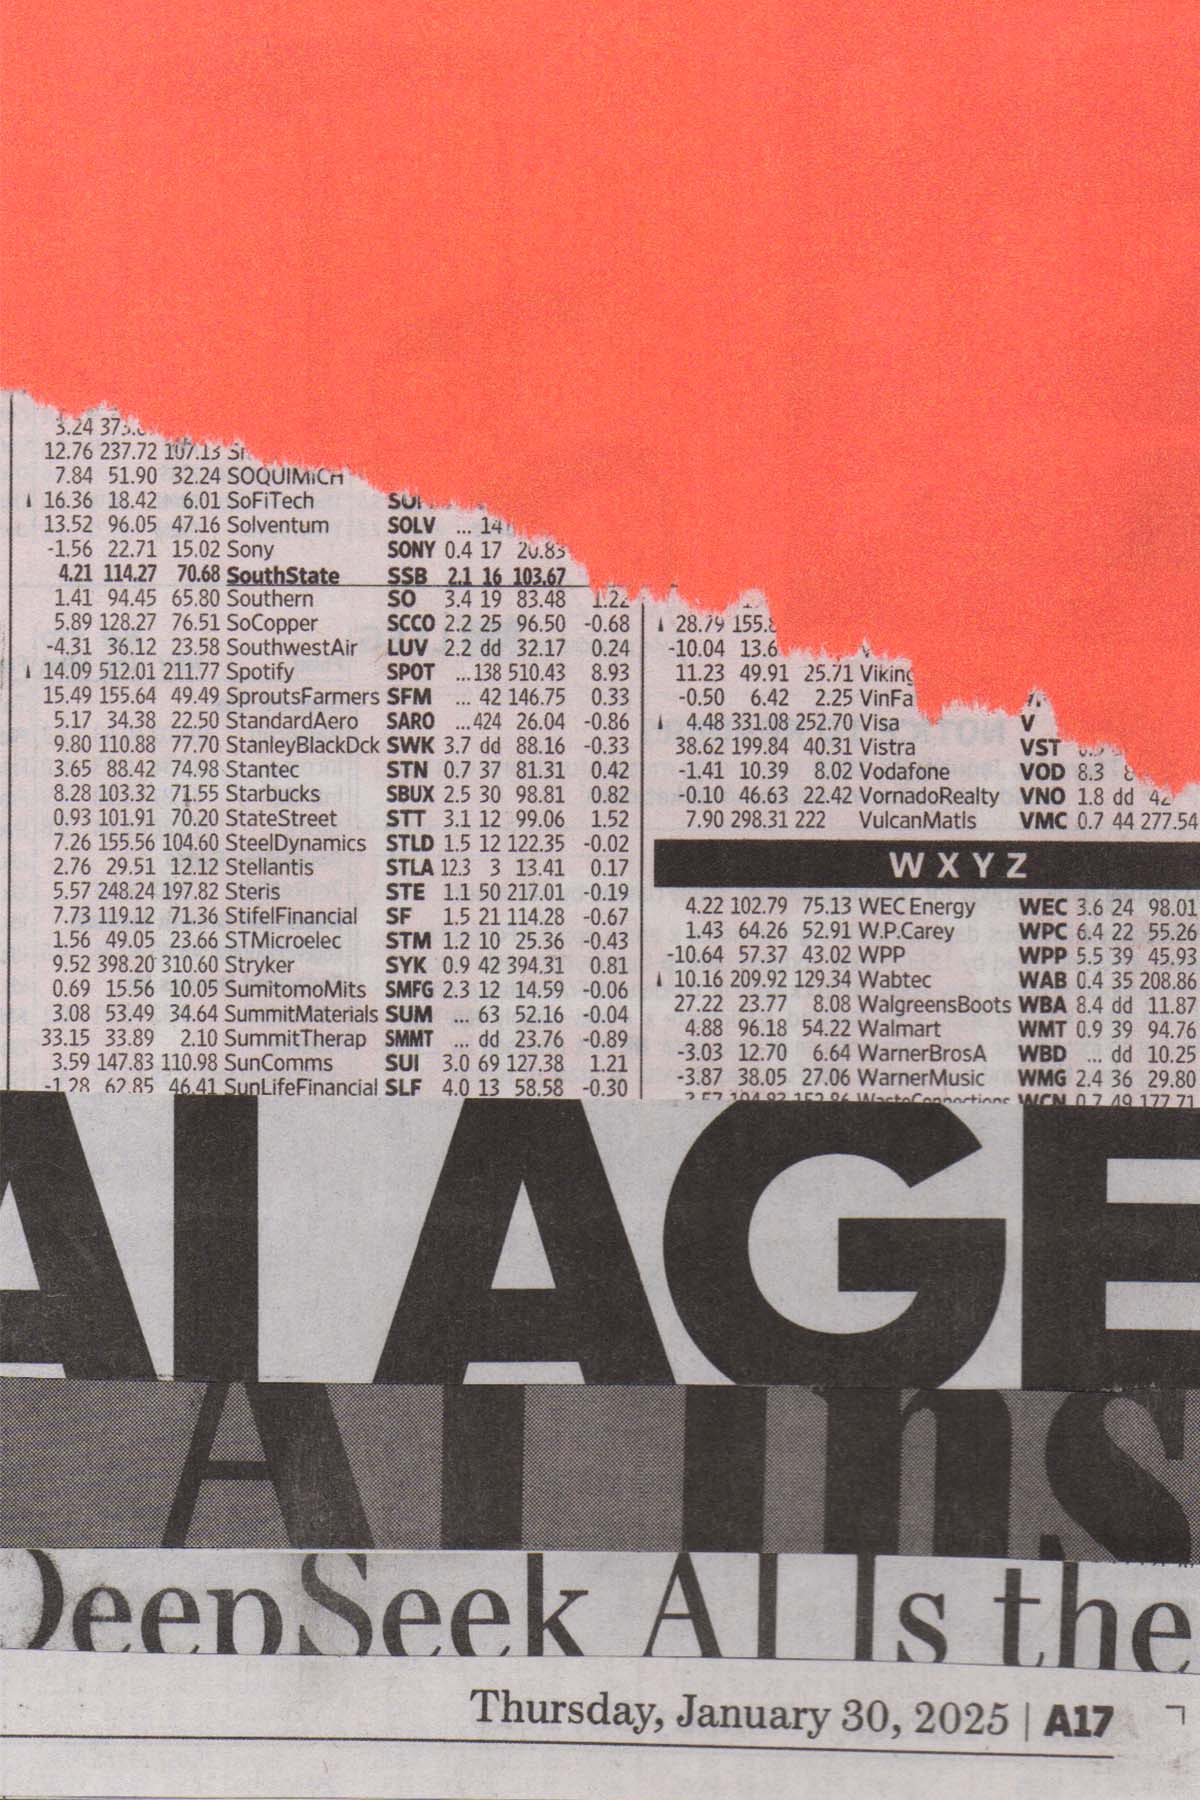 3.24
12.76 237.72 107.13
7.84 51.90 32.24 SOQUIMICH
16.36 18.42 6.01 SoFiTech
13.52 96.05 47.16 Solventum SOLV ...
-1.56 22.71 15.02 Sony SONY 0.4 17 20.83
4.21 114.27 70.68 SouthState SSB 2.1 16 103.67
1.41 94.45 65.80 Southern SO 3.4 19 83.48 1.22
5.89 128.27 76.51 SoCopper SCCO 2.2 25 96.50 -0.68
-4.31 36.12 23.58 SouthwestAir LUV 2.2 dd 32.17 0.24
14.09 512.01 211.77 Spotify SPOT ...138 510.43 8.93
15.49 155.64 49.49 SproutsFarmers SFM ... 42 146.75 0.33
5.17 34.38 22.50 StandardAero SARO ...424 26.04 -0.86
9.80 110.88 77.70 StanleyBlackDck SWK 3.7 dd 88.16 -0.33
3.65 88.42 74.98 Stantec STN 0.7 37 81.31 0.42
8.28 103.32 71.55 Starbucks SBUX 2.5 30 98.81 0.82
0.93 101.91 70.20 StateStreet STT 3.1 12 99.06 1.52
7.26 155.56 104.60 SteelDynamics STLD 1.5 12 122.35 -0.02
2.76 29.51 12.12 Stellantis STLA 12.3 3 13.41 0.17
5.57 248.24 197.82 Steris STE 1.1 50 217.01 -0.19
7.73 119.12 71.36 StifelFinancial SF 1.5 21 114.28 -0.67
1.56 49.05 23.66 STMicroelec STM 1.2 10 25.36 -0.43
9.52 398.20 310.60 Stryker SYK 0.9 42 394.31 0.81
0.69 15.56 10.05 SumitomoMits SMFG 2.3 12 14.59 -0.06
3.08 53.49 34.64 SummitMaterials SUM ... 63 52.16 -0.04
33.15 33.89 2.10 SummitTherap SMMT ... dd 23.76 -0.89
3.59 147.83 110.98 SunComms SUI 3.0 69 127.38 1.21
-1.28 62.85 46.41 SunLifeFinancial SLF 4.0 13 58.58 -0.30
28.79
-10.04
11.23 49.91 25.71 Viking
-0.50 6.42 2.25 VinFa
4.48 331.08 252.70 Visa V
38.62 199.84 40.31 Vistra VST
-1.41 10.39 8.02 Vodafone VOD 8.3
-0.10 46.63 22.42 VornadoRealty VNO 1.8 dd
7.90 298.31 222 VulcanMatls VMC 0.7 44 277.54
W X Y Z
4.22 102.79 75.13 WEC Energy WEC 3.6 24 98.01
1.43 64.26 52.91 W.P.Carey WPC 6.4 22 55.26
-10.64 57.37 43.02 WPP WPP 5.5 39 45.93
10.16 209.92 129.34 Wabtec WAB 0.4 35 208.86
27.22 23.77 8.08 WalgreensBoots WBA 8.4 dd 11.87
4.88 96.18 54.22 Walmart WMT 0.9 39 94.76
-3.03 12.70 6.64 WarnerBrosA WBD ... dd 10.25
-3.87 38.05 27.06 WarnerMusic WMG 2.4 36 29.80
WasteConnections WCN 0.7 49 177.71
AI AGE
AI ins
DeepSeek AI Is the
Thursday, January 30, 2025 | A17